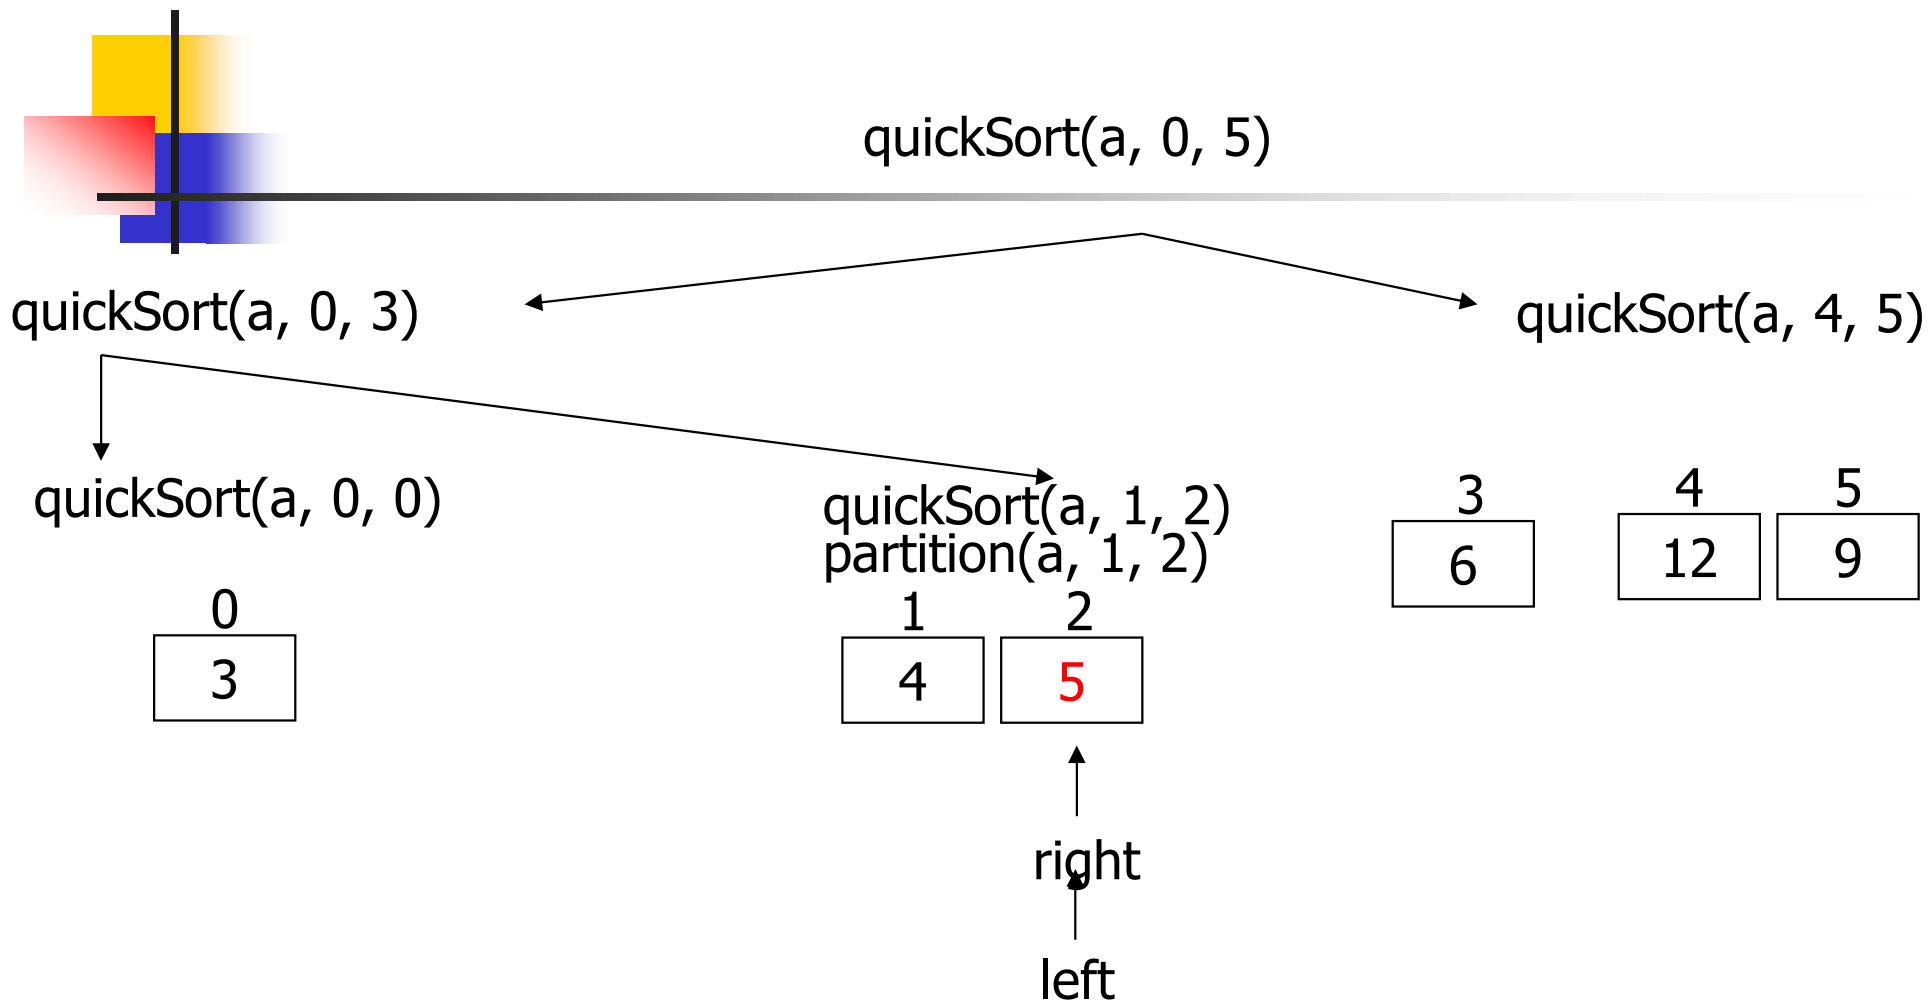 quickSort(a, 0, 5)
quickSort(a, 0, 3)
quickSort(a, 4, 5)
quickSort(a, 0, 0)
quickSort(a, 1, 2)
partition(a, 1, 2)
3
4
5
6
12
9
0
1
2
3
4
5
right
left